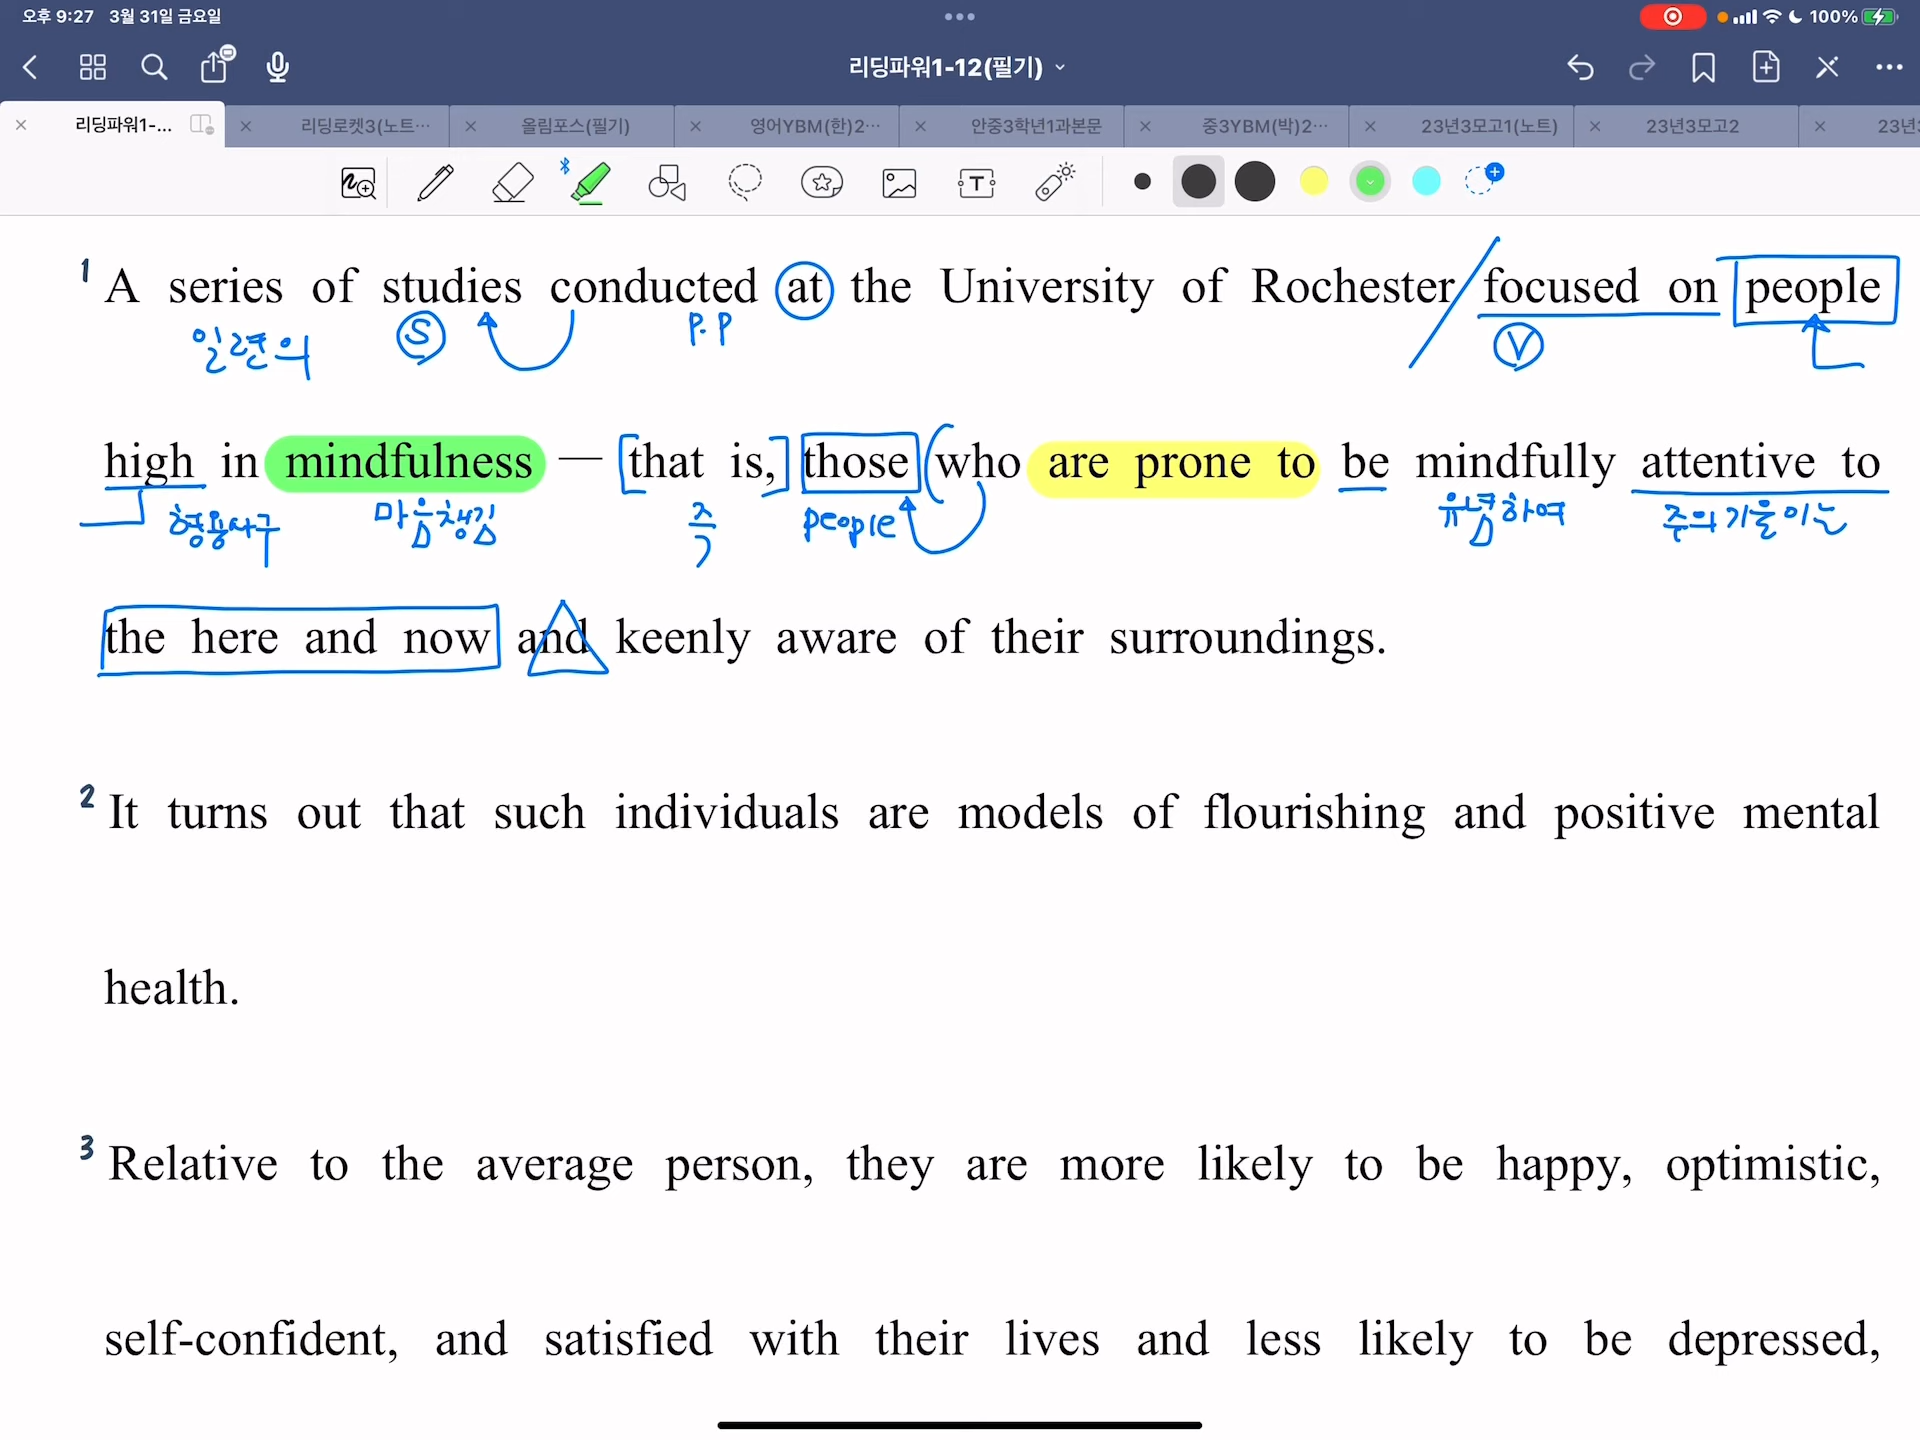 오후 9:27 3월 31일 금요일
100%
리딩파워1-12(필기)
리딩파워1-... 리딩로켓3(노트… 올림포스(필기) 영어YBM(한)2… 안중3학년1과본문 중3YBM(박)2… 23년3모고1(노트) 23년3모고2 23년
1 A series of studies conducted at the University of Rochester focused on people
일련의 S P.P V
high in mindfulness — that is, those who are prone to be mindfully attentive to
형용사구 마음챙김 즉 people 유념하여 주의기울이는
the here and now and keenly aware of their surroundings.
2 It turns out that such individuals are models of flourishing and positive mental
health.
3 Relative to the average person, they are more likely to be happy, optimistic,
self-confident, and satisfied with their lives and less likely to be depressed,